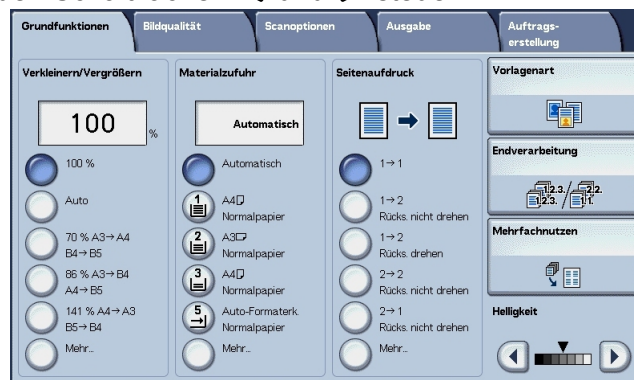 Grundfunktionen
Bildqualität
Scanoptionen
Ausgabe
Auftrags-
erstellung
Verkleinern/Vergrößern
100 %
100 %
Auto
70 % A3→A4
B4→B5
86 % A3→B4
A4→B5
141 % A4→A3
B5→B4
Mehr...
Materialzufuhr
Automatisch
Automatisch
1 A4
Normalpapier
2 A3
Normalpapier
3 A4
Normalpapier
5 Auto-Formaterk.
Normalpapier
Mehr...
Seitenaufdruck
1→1
1→2
Rücks. nicht drehen
1→2
Rücks. drehen
2→2
Rücks. nicht drehen
2→1
Rücks. nicht drehen
Mehr...
Vorlagenart
Endverarbeitung
Mehrfachnutzen
Helligkeit